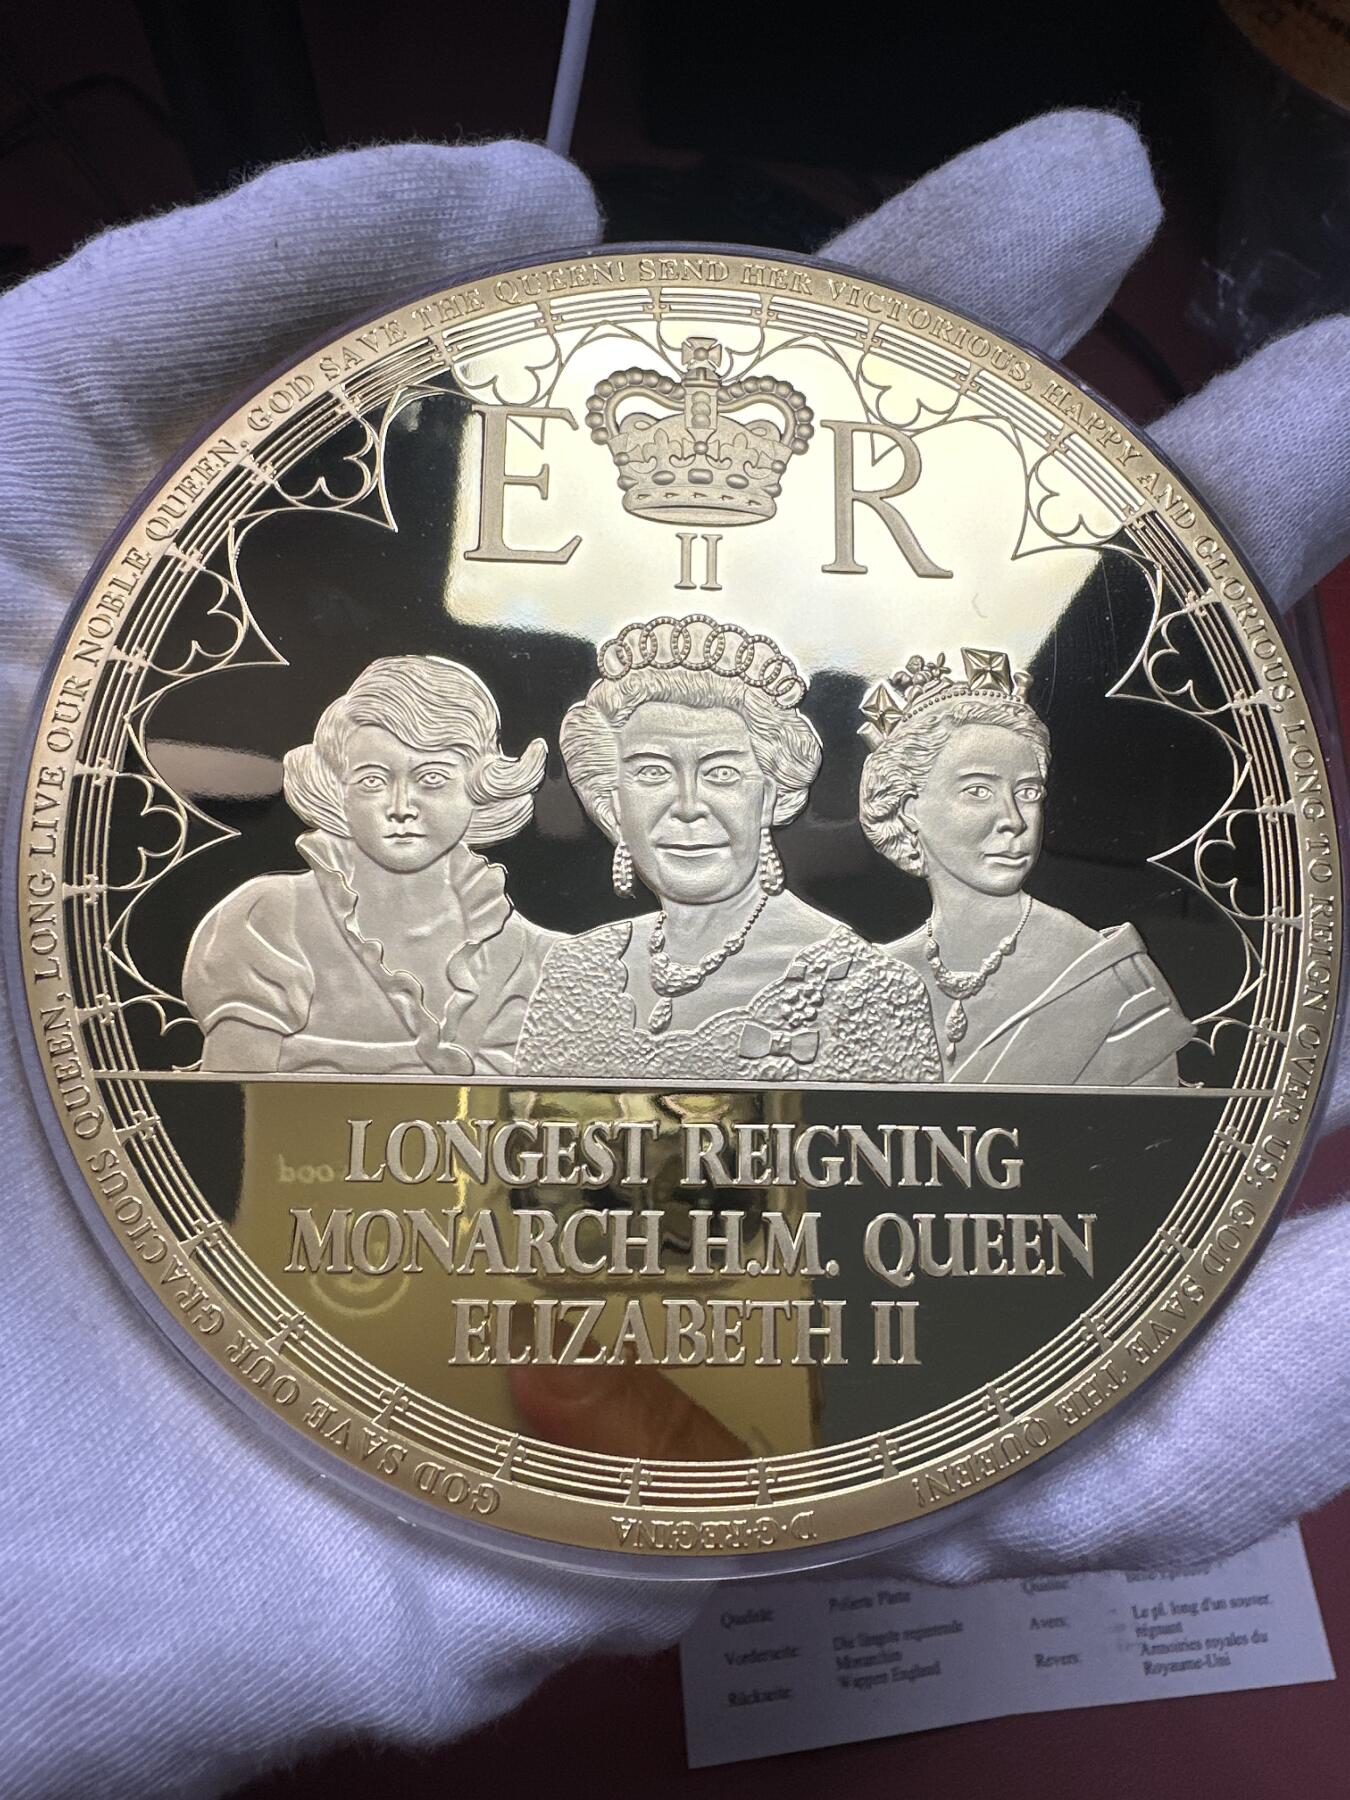 GOD SAVE OUR GRACIOUS QUEEN, LONG LIVE OUR NOBLE QUEEN, GOD SAVE THE QUEEN! SEND HER VICTORIOUS, HAPPY AND GLORIOUS, LONG TO REIGN OVER US; GOD SAVE THE QUEEN!
E R
II
LONGEST REIGNING
MONARCH H.M. QUEEN
ELIZABETH II
D·G·REGINA
Qualität: Polierte Platte
Vorderseite: Die längste regierende
Monarchin
Rückseite: Wappen England
Qualité:
Avers: Le pl. long d'un souver.
régnant
Revers: Armoiries royales du
Royaume-Uni